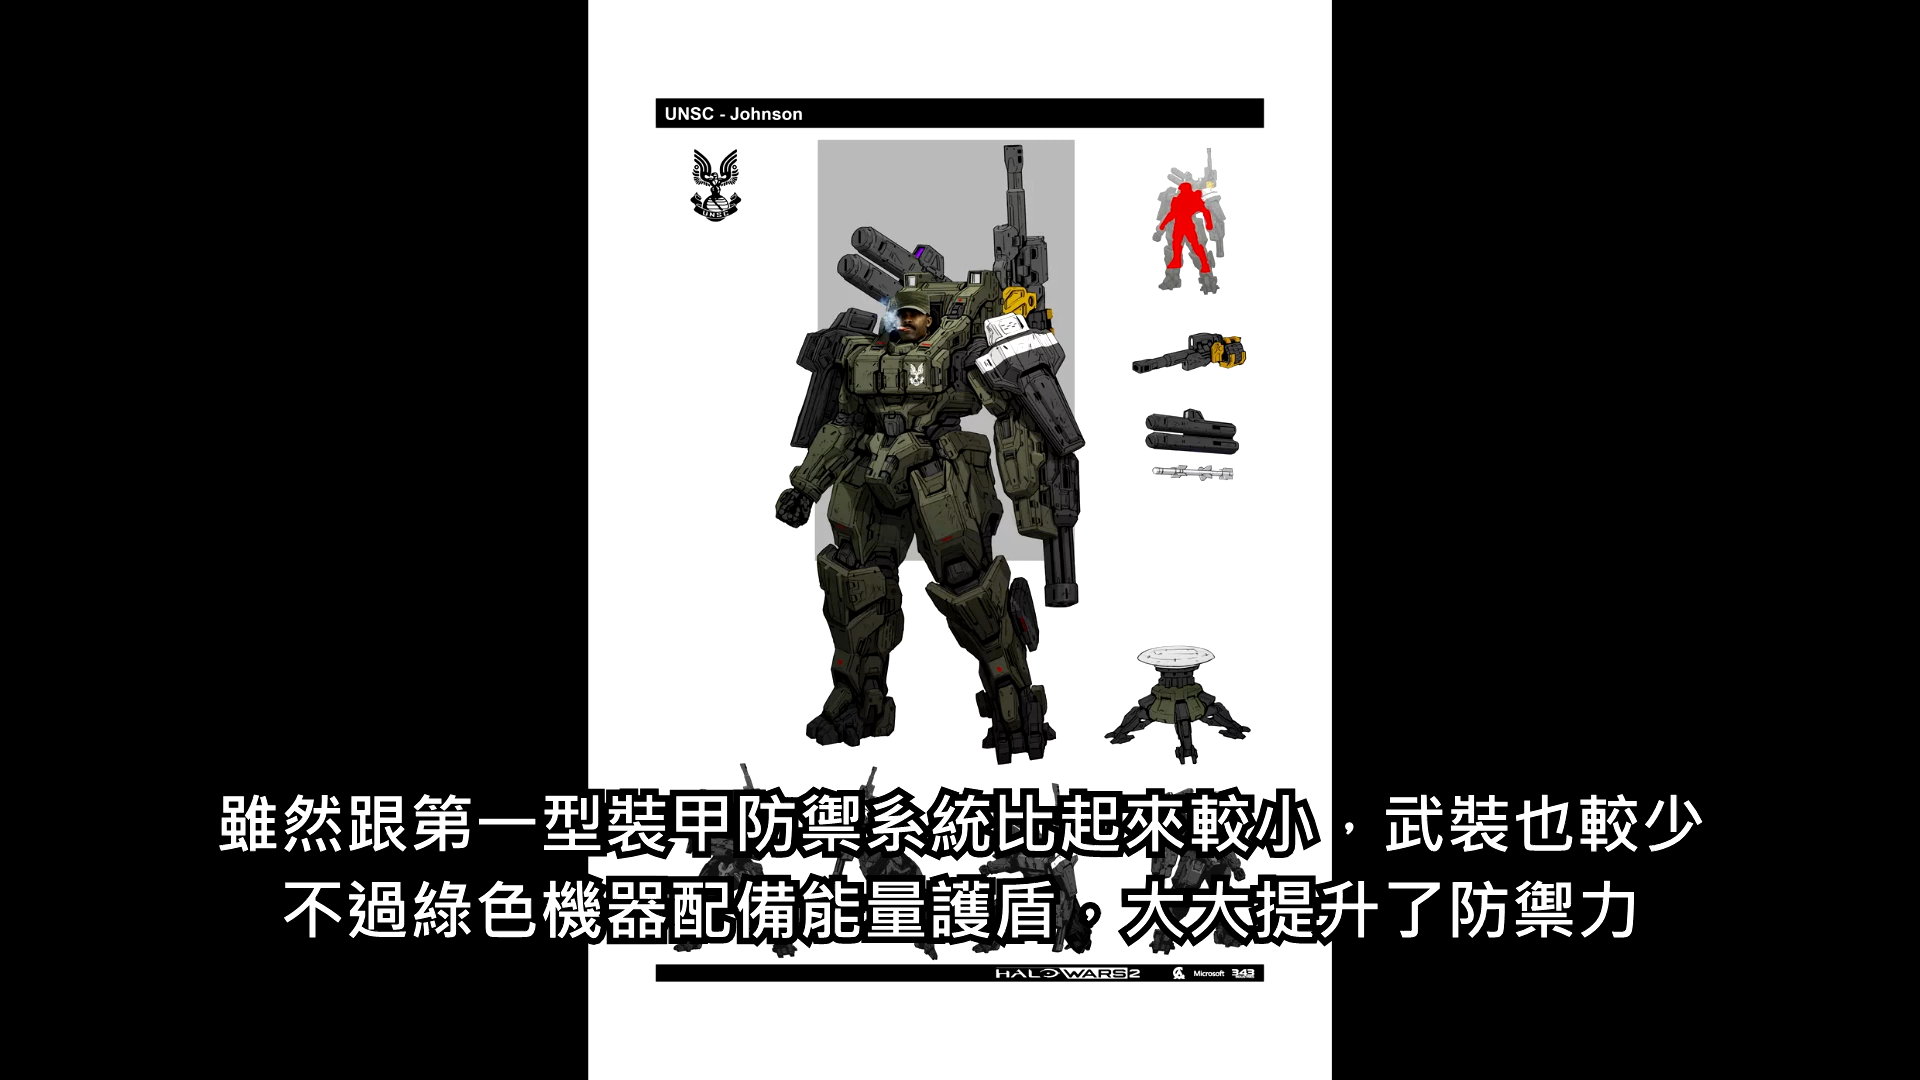 UNSC - Johnson
UNSC
雖然跟第一型裝甲防禦系統比起來較小，武裝也較少
不過綠色機器配備能量護盾，大大提升了防禦力
HALO WARS 2
Microsoft
343